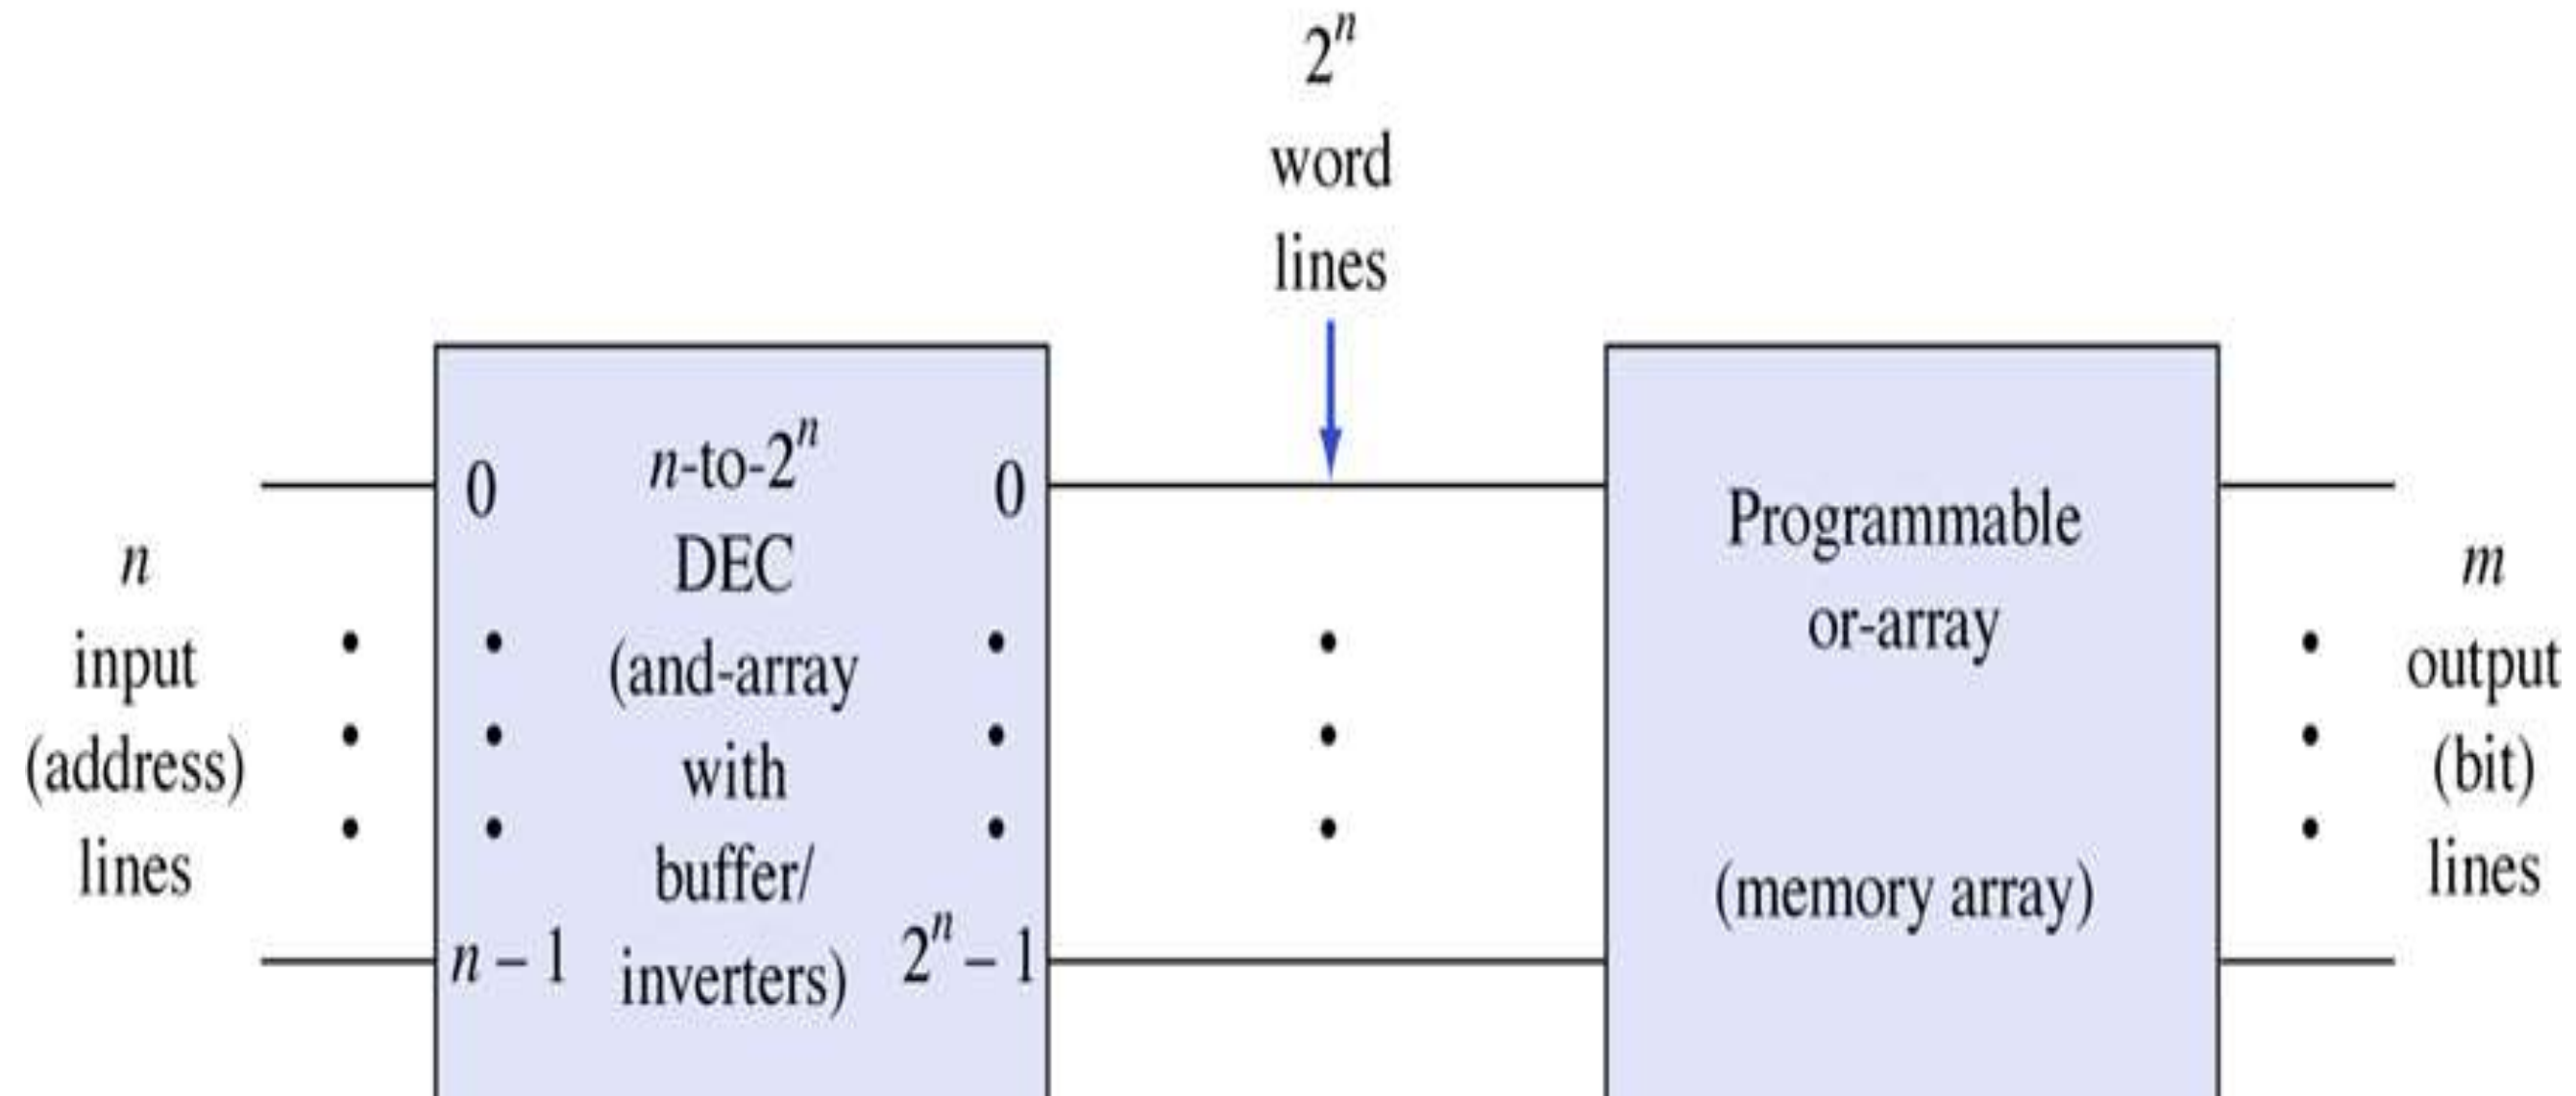 2ⁿ
word
lines
n
input
(address)
lines
0
n – 1
n-to-2ⁿ
DEC
(and-array
with
buffer/
inverters)
0
2ⁿ – 1
Programmable
or-array
(memory array)
m
output
(bit)
lines